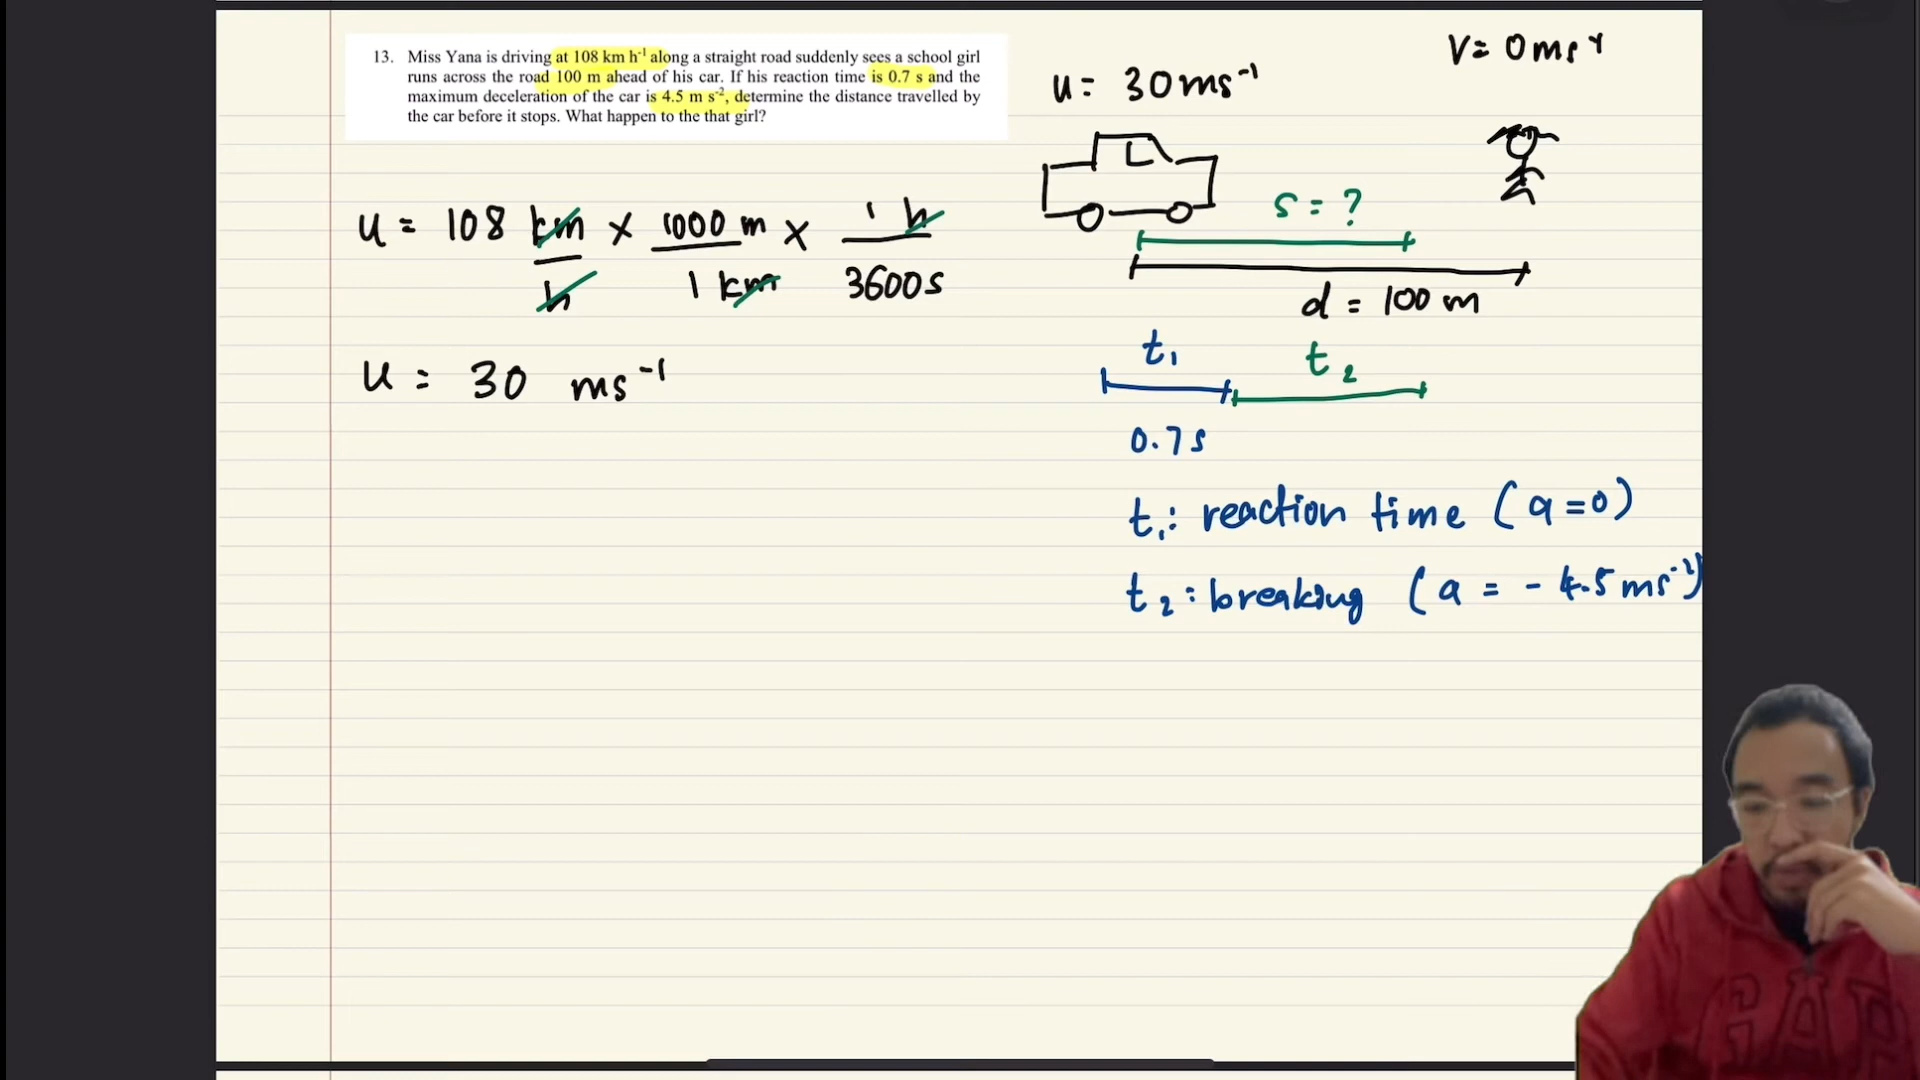 13. Miss Yana is driving at 108 km h⁻¹ along a straight road suddenly sees a school girl
runs across the road 100 m ahead of his car. If his reaction time is 0.7 s and the
maximum deceleration of the car is 4.5 m s⁻², determine the distance travelled by
the car before it stops. What happen to the that girl?
u = 30 ms⁻¹
v = 0 ms⁻¹
s = ?
d = 100 m
u = 108 km/h × 1000 m/1 km × 1 h/3600 s
u = 30 ms⁻¹
t₁ t₂
0.7 s
t₁: reaction time (a = 0)
t₂: breaking (a = - 4.5 ms⁻²)
GAP